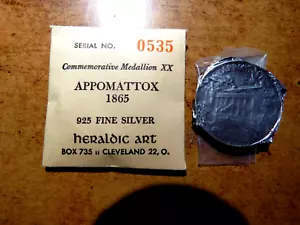 SERIAL NO. 0535
Commemorative Medallion XX
APPOMATTOX
1865
925 FINE SILVER
heraldic art
BOX 735 :: CLEVELAND 22, O.